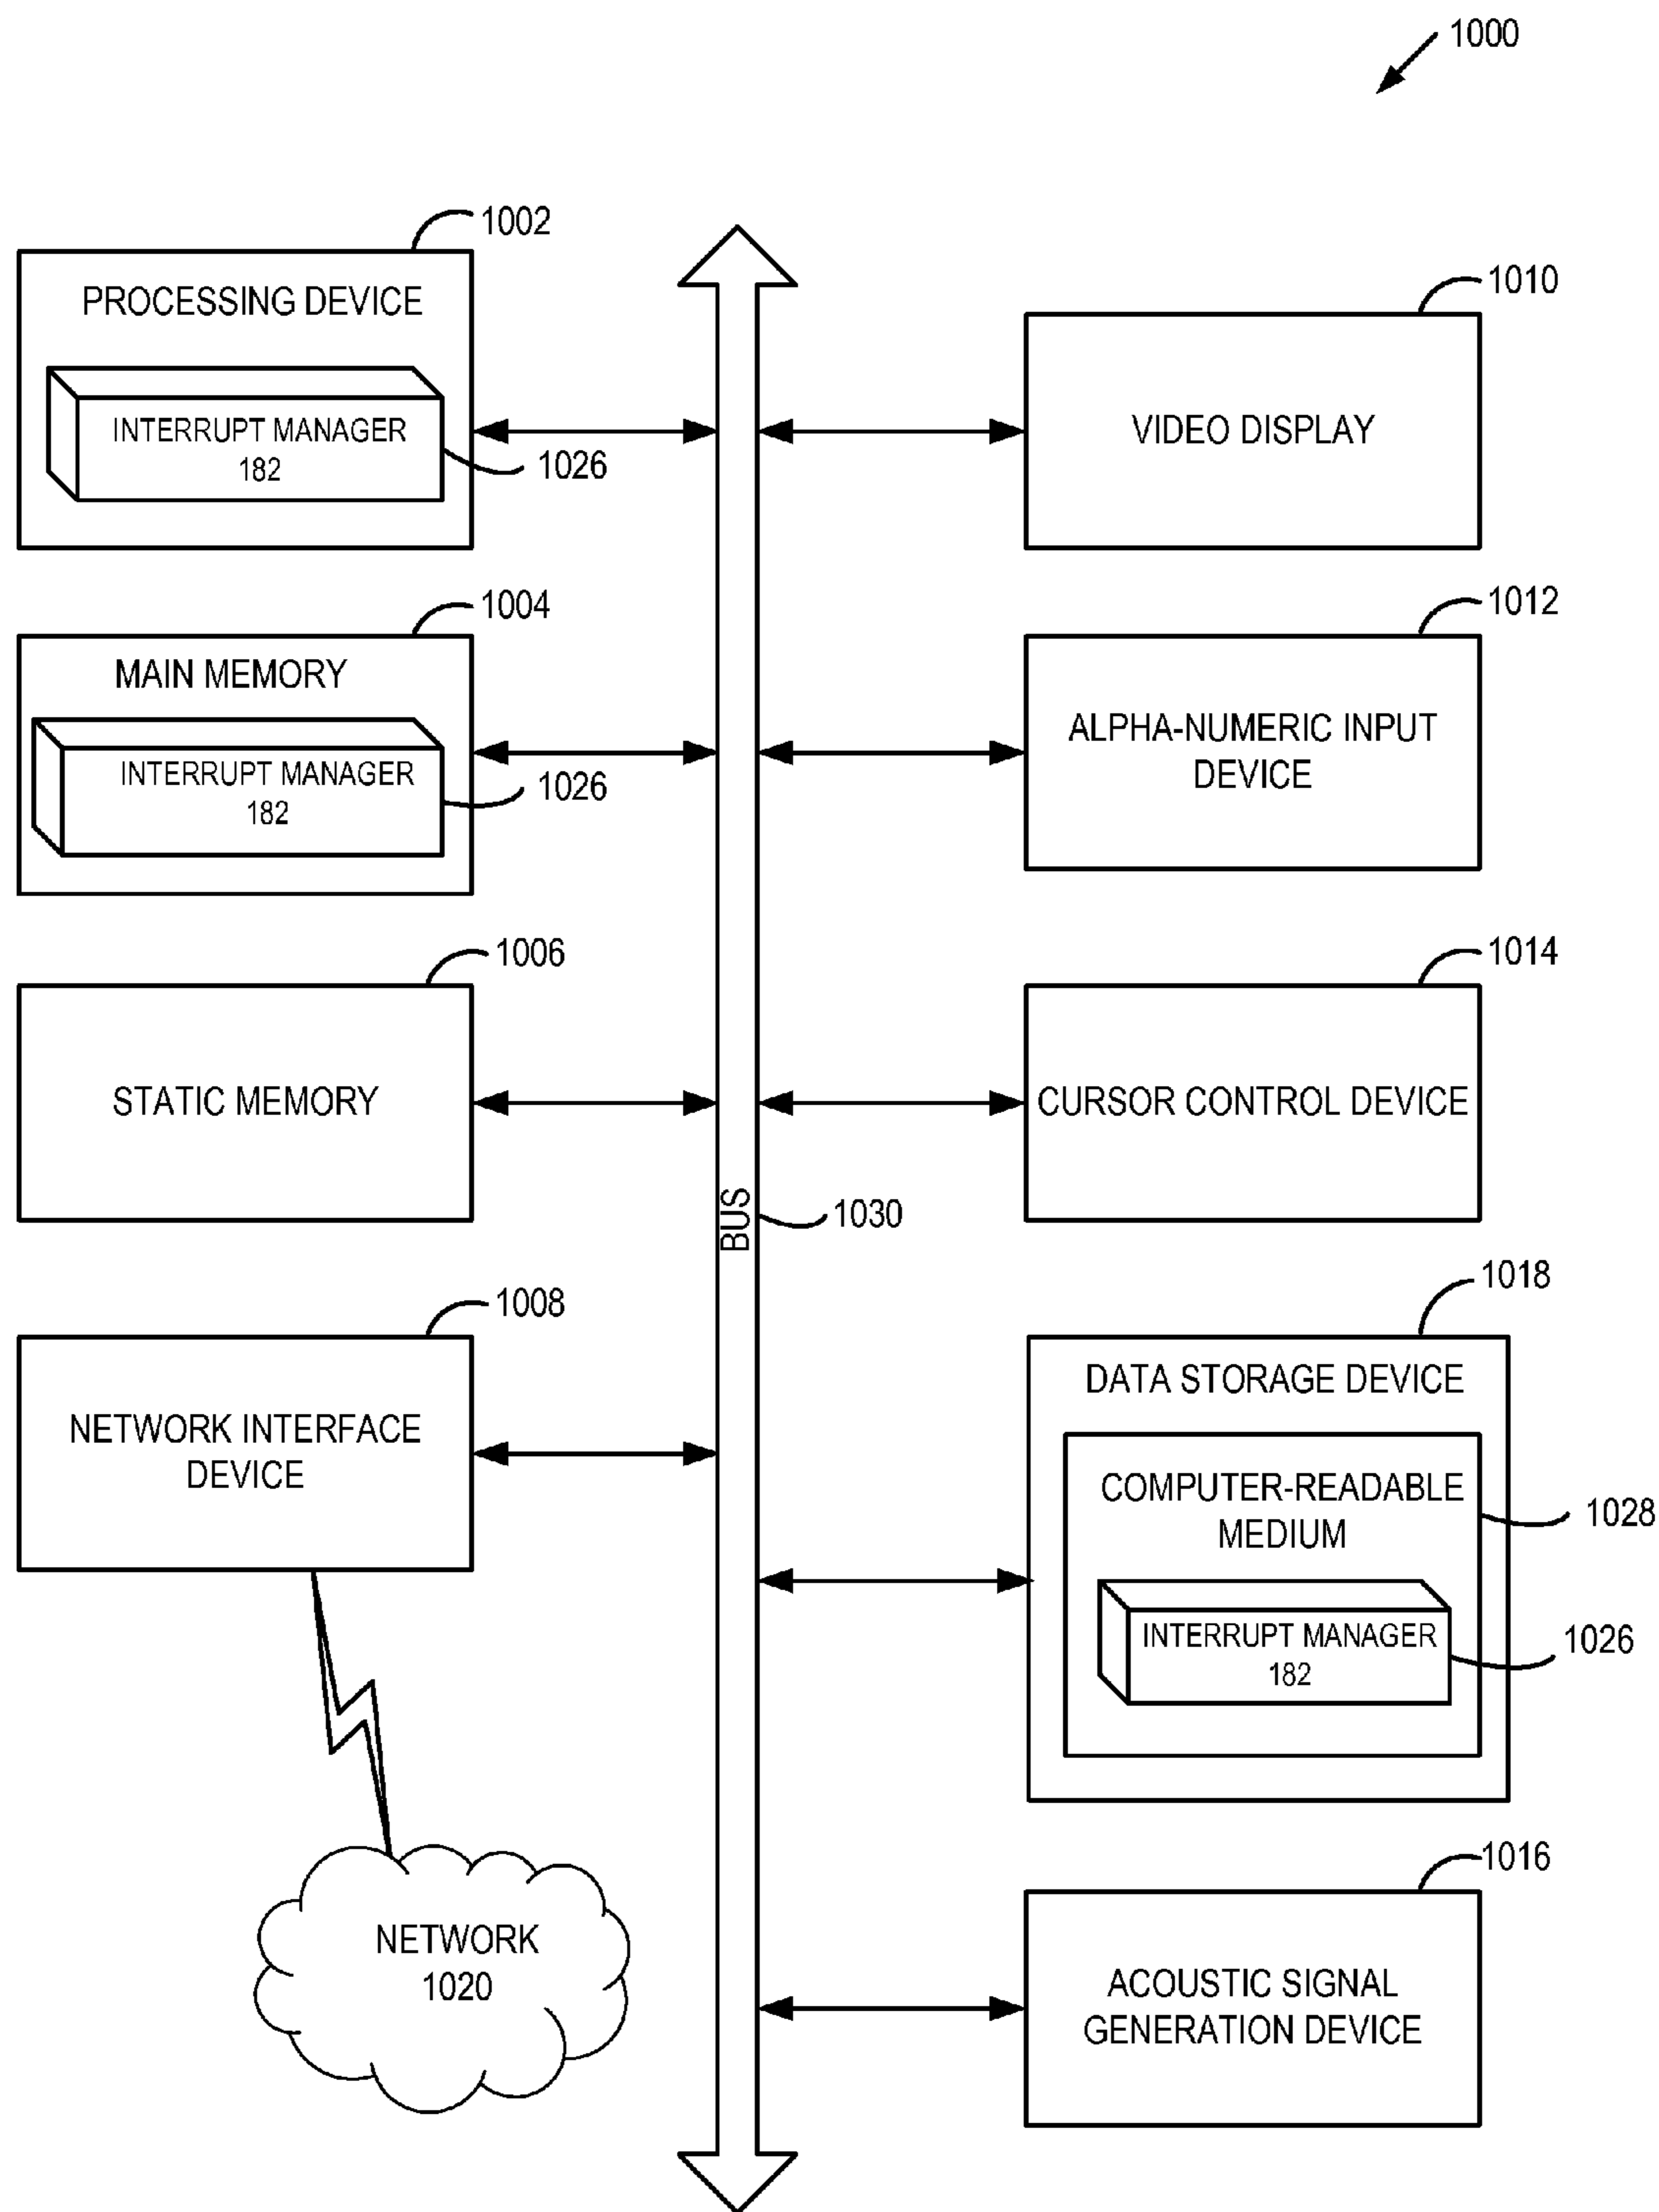 1000
1002
PROCESSING DEVICE
INTERRUPT MANAGER
182
1026
1010
VIDEO DISPLAY
1004
MAIN MEMORY
INTERRUPT MANAGER
182
1026
1012
ALPHA-NUMERIC INPUT
DEVICE
1006
STATIC MEMORY
1014
CURSOR CONTROL DEVICE
BUS
1030
1008
NETWORK INTERFACE
DEVICE
1018
DATA STORAGE DEVICE
COMPUTER-READABLE
MEDIUM
1028
INTERRUPT MANAGER
182
1026
NETWORK
1020
1016
ACOUSTIC SIGNAL
GENERATION DEVICE